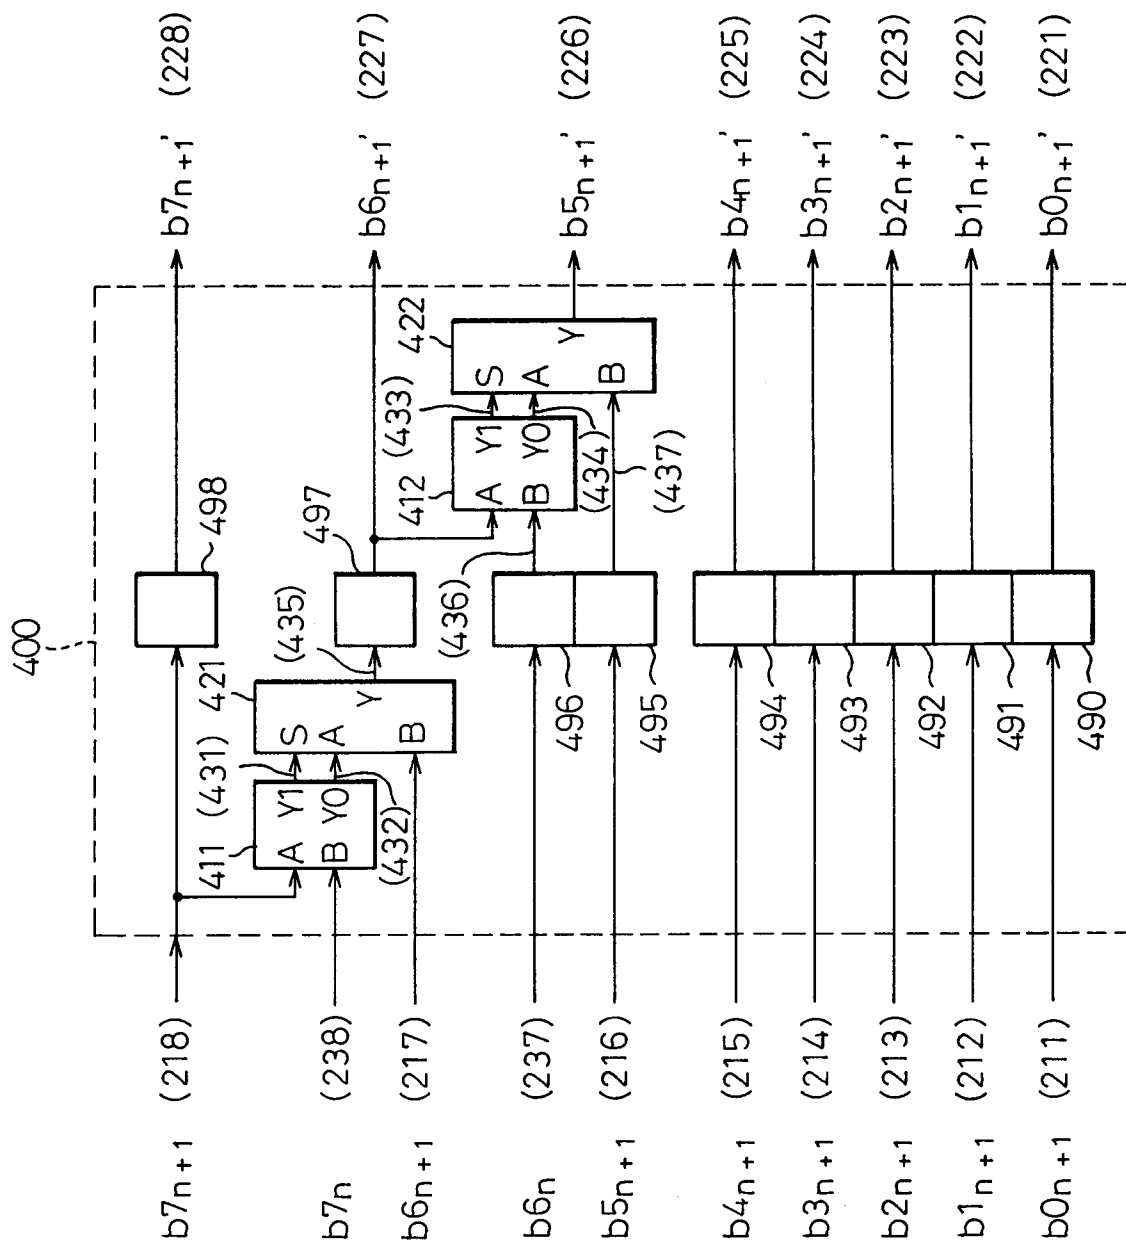 400
b7n+1 (218)
b7n (238)
b6n+1 (217)
b6n (237)
b5n+1 (216)
b4n+1 (215)
b3n+1 (214)
b2n+1 (213)
b1n+1 (212)
b0n+1 (211)
411
A Y1
B Y0
(431)
(432)
421
S
A
B
Y
(435)
498
497
(436)
496
495
494
493
492
491
490
412
A Y1
B Y0
(433)
(434)
(437)
422
S
A
B
Y
b7n+1' (228)
b6n+1' (227)
b5n+1' (226)
b4n+1' (225)
b3n+1' (224)
b2n+1' (223)
b1n+1' (222)
b0n+1' (221)